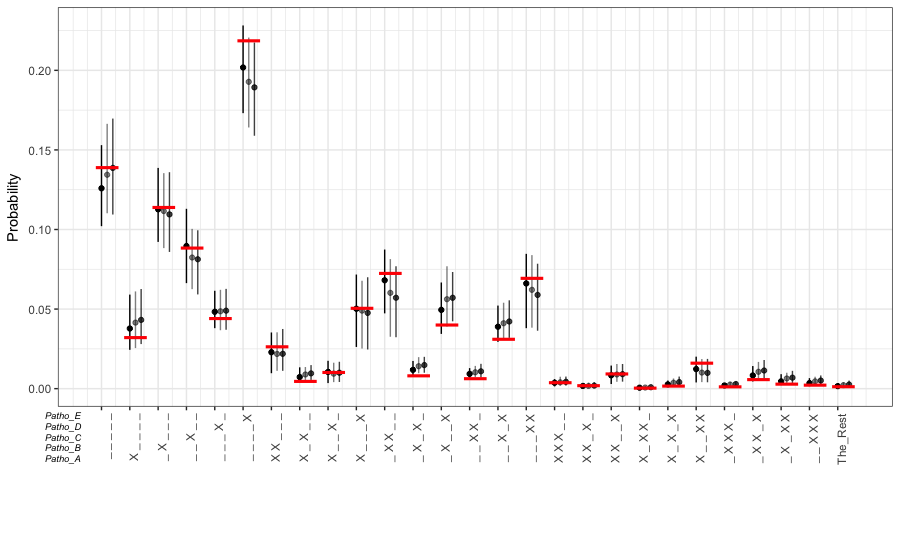 Probability
0.20
0.15
0.10
0.05
0.00
Patho_E
Patho_D
Patho_C
Patho_B
Patho_A
_ _ _ _ _
X _ _ _ _
_ X _ _ _
_ _ X _ _
_ _ _ X _
_ _ _ _ X
X X _ _ _
X _ X _ _
X _ _ X _
X _ _ _ X
_ X X _ _
_ X _ X _
_ X _ _ X
_ _ X X _
_ _ X _ X
_ _ _ X X
X X X _ _
X X _ X _
X X _ _ X
X _ X X _
X _ X _ X
X _ _ X X
_ X X X _
_ X X _ X
_ X _ X X
_ _ X X X
The_Rest